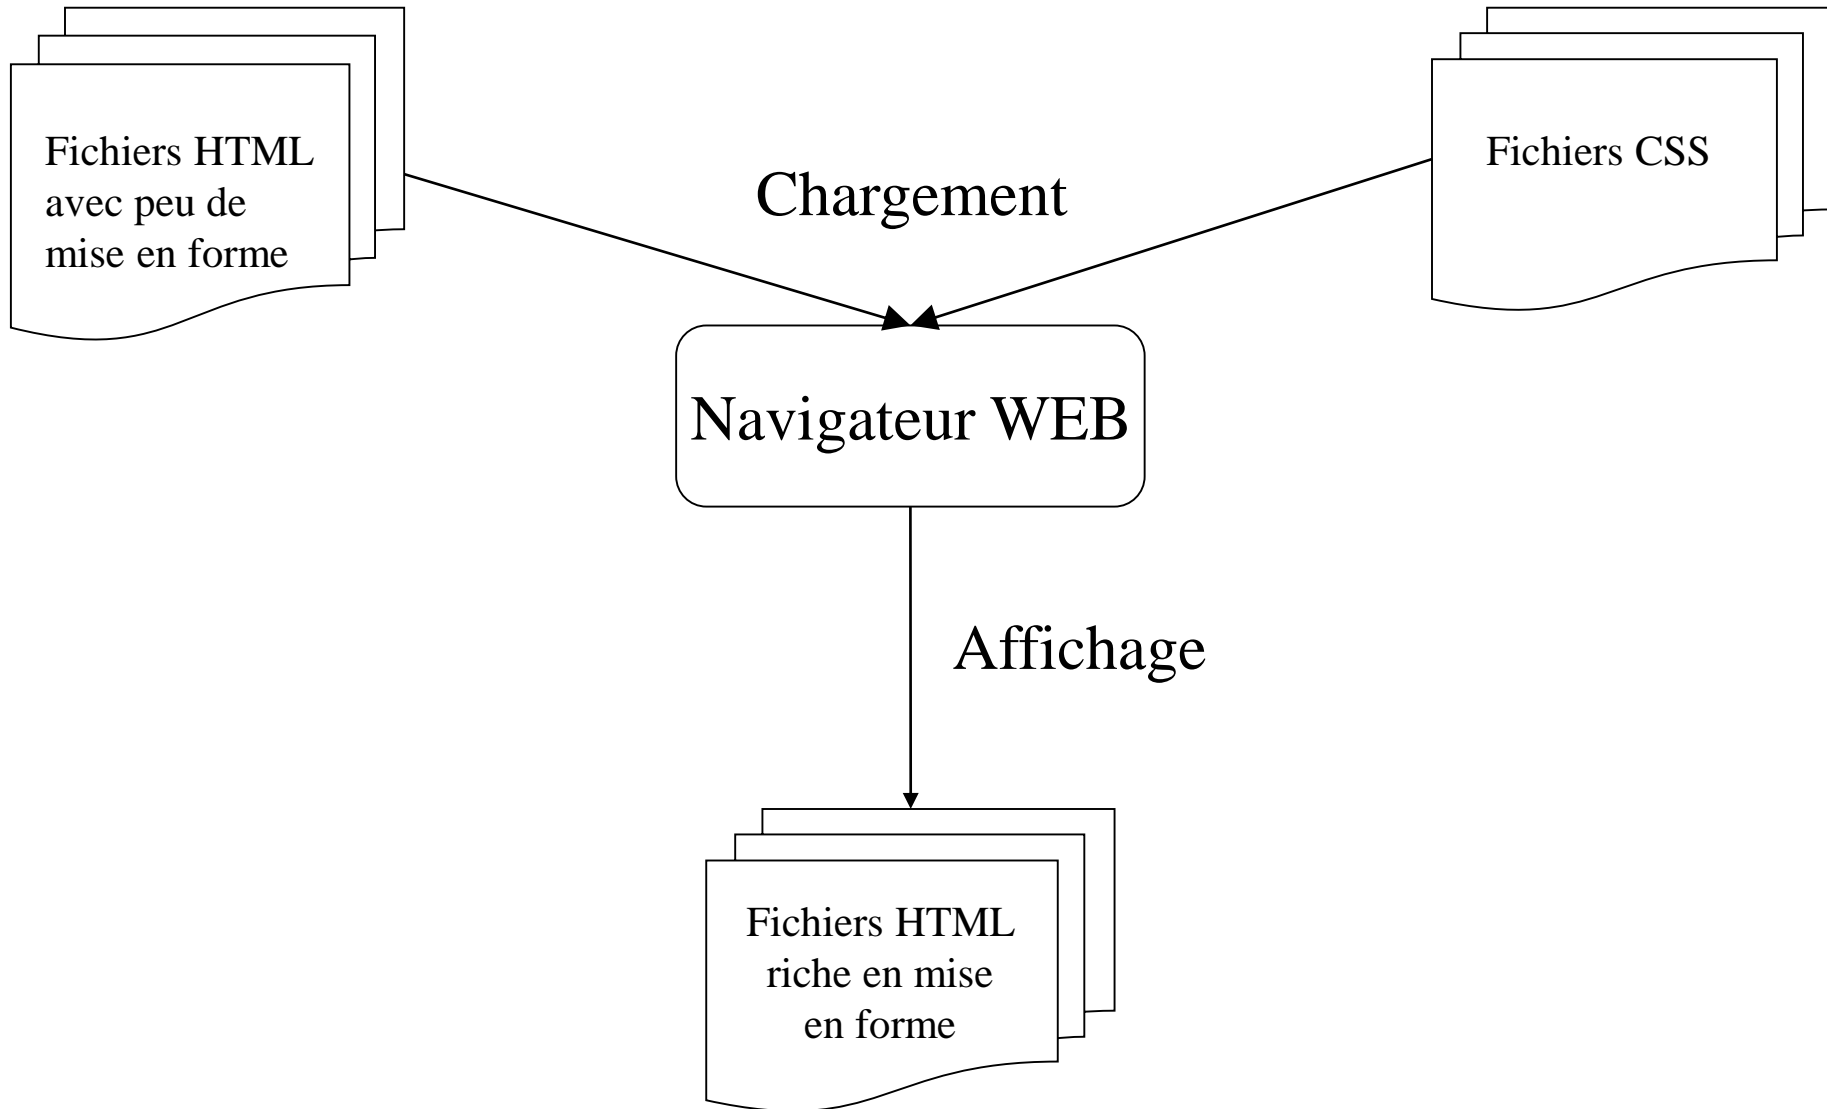 Fichiers HTML
avec peu de
mise en forme
Fichiers CSS
Chargement
Navigateur WEB
Affichage
Fichiers HTML
riche en mise
en forme